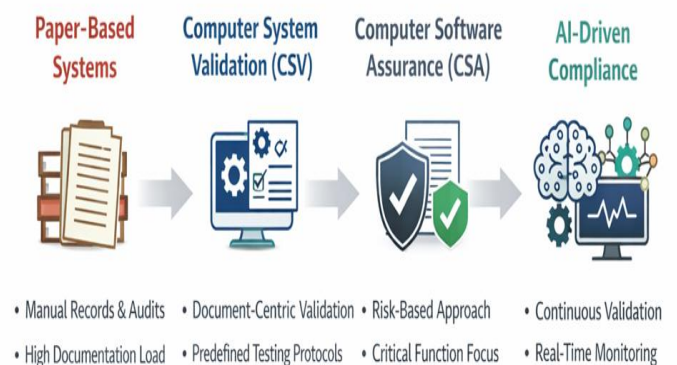 Paper-Based
Systems
Computer System
Validation (CSV)
Computer Software
Assurance (CSA)
AI-Driven
Compliance
• Manual Records & Audits
• High Documentation Load
• Document-Centric Validation
• Predefined Testing Protocols
• Risk-Based Approach
• Critical Function Focus
• Continuous Validation
• Real-Time Monitoring